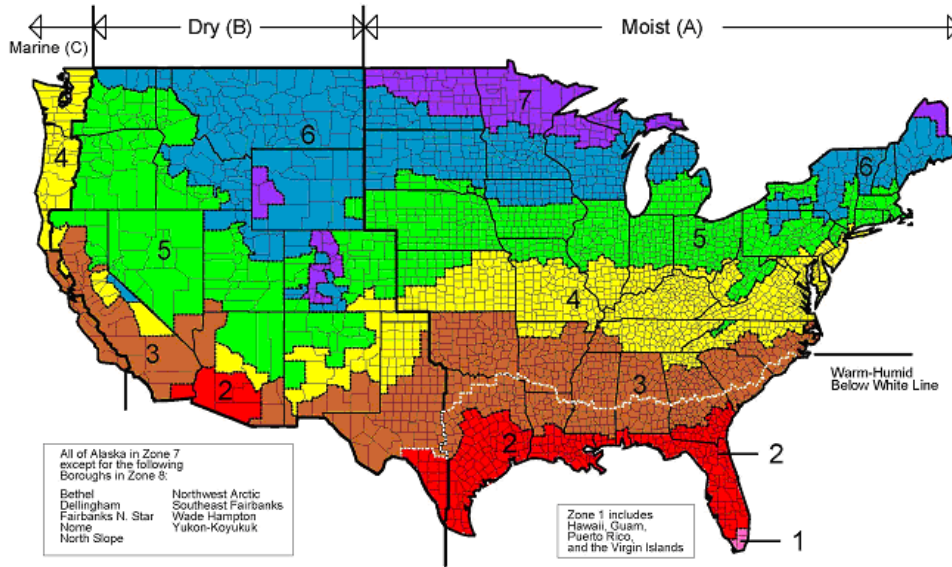 Marine (C)
Dry (B)
Moist (A)
7
6
6
4
5
5
4
3
3
2
2
Warm-Humid
Below White Line
2
1
All of Alaska in Zone 7
except for the following
Boroughs in Zone 8:
Bethel
Dellingham
Fairbanks N. Star
Nome
North Slope
Northwest Arctic
Southeast Fairbanks
Wade Hampton
Yukon-Koyukuk
Zone 1 includes
Hawaii, Guam,
Puerto Rico,
and the Virgin Islands